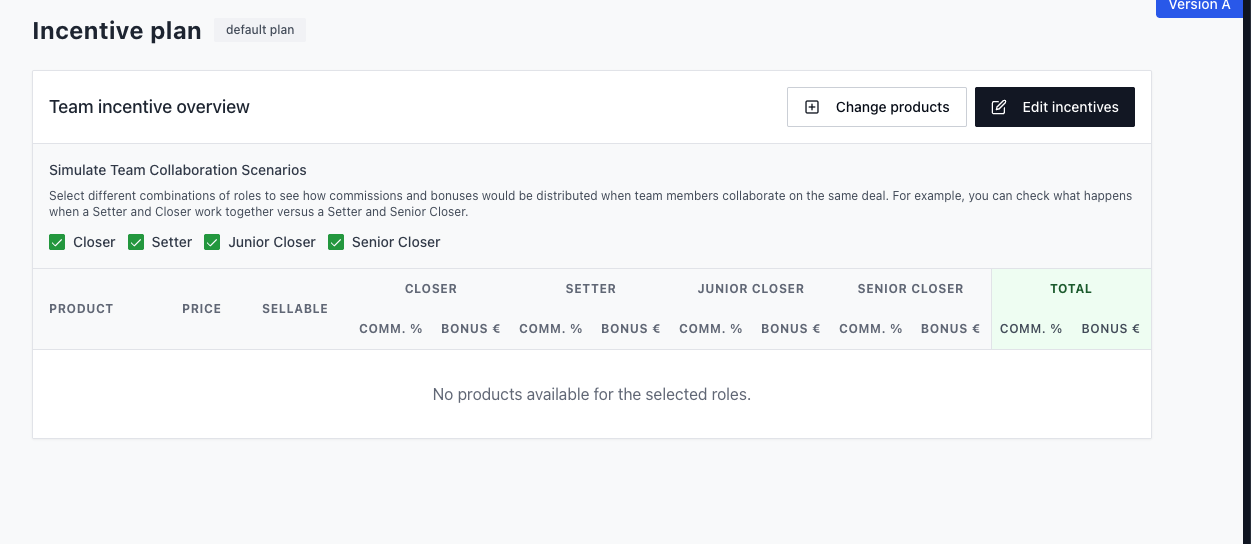 Version A
Incentive plan default plan
Team incentive overview Change products Edit incentives
Simulate Team Collaboration Scenarios
Select different combinations of roles to see how commissions and bonuses would be distributed when team members collaborate on the same deal. For example, you can check what happens
when a Setter and Closer work together versus a Setter and Senior Closer.
Closer Setter Junior Closer Senior Closer
CLOSER SETTER JUNIOR CLOSER SENIOR CLOSER TOTAL
PRODUCT PRICE SELLABLE
COMM. % BONUS € COMM. % BONUS € COMM. % BONUS € COMM. % BONUS € COMM. % BONUS €
No products available for the selected roles.